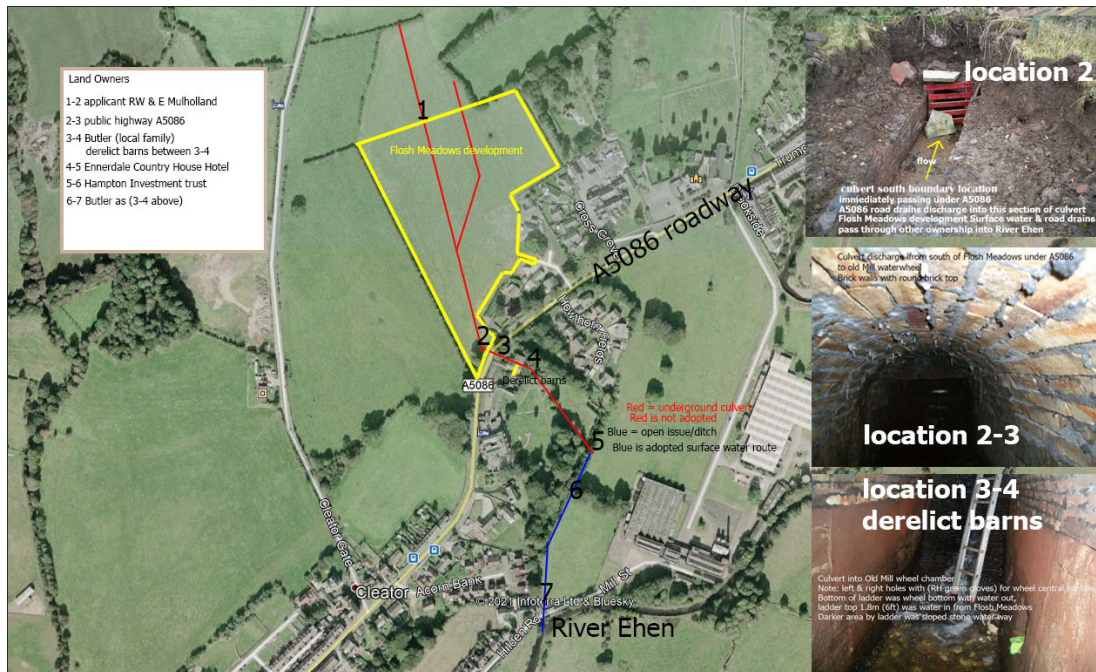 Land Owners
1-2 applicant RW & E Mulholland
2-3 public highway A5086
3-4 Butler (local family)
derelict barns between 3-4
4-5 Ennerdale Country House Hotel
5-6 Hampton Investment trust
6-7 Butler as (3-4 above)
1
Flosh Meadows development
Trump
Brookside
Cross Grove
A5086 roadway
Howthorn Fields
2
3
4
A5086
Derelict barns
Red = underground culvert
Red is not adopted
Blue = open issue/ditch
5
Blue is adopted surface water route
6
Cleator Gate
Cleator
Acorn Bank
© 2021 Infoterra Ltd & Bluesky
7
Mill St
Hilden Rd
River Ehen
location 2
flow
culvert south boundary location
immediately passing under A5086
A5086 road drains discharge into this section of culvert
Flosh Meadows development Surface water & road drains
pass through other ownership into River Ehen
Culvert discharge ifrom south of Flosh Meadows under A5086
to old Mill waterwheel
Brick walls with round brick top
location 2-3
location 3-4
derelict barns
Culvert into Old Mill wheel chamber
Note: left & right holes with (RH green gloves) for wheel central
Bottom of ladder was wheel bottom with water out,
ladder top 1.8m (6ft) was water in from Flosh Meadows
Darker area by ladder was sloped stone water way